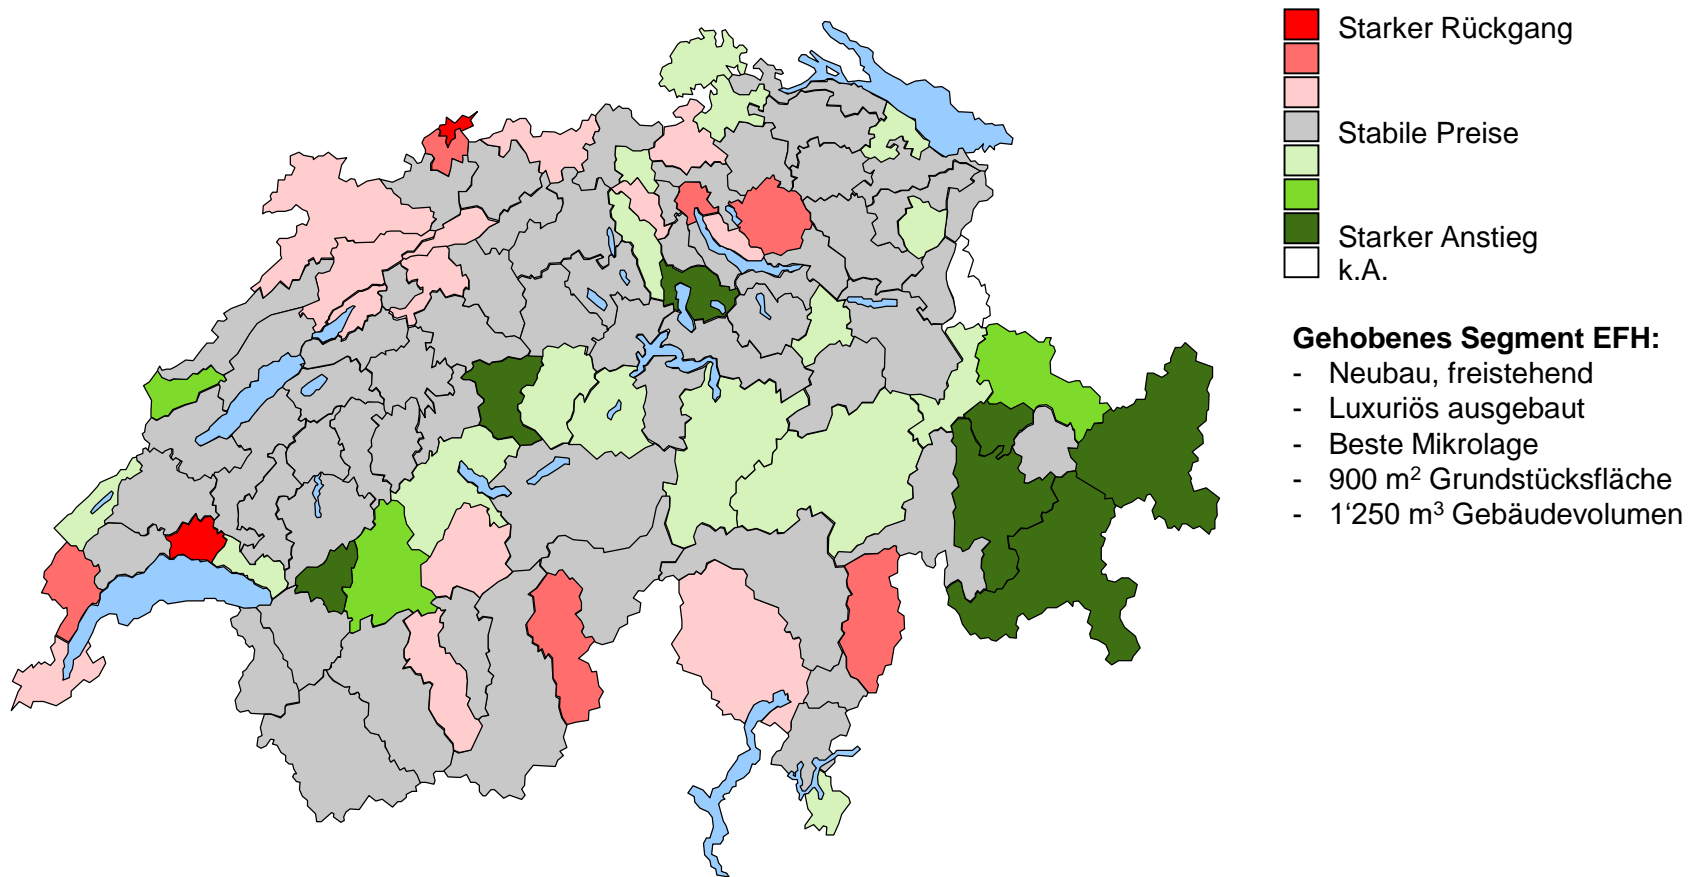 Starker Rückgang
Stabile Preise
Starker Anstieg
k.A.
Gehobenes Segment EFH:
- Neubau, freistehend
- Luxuriös ausgebaut
- Beste Mikrolage
- 900 m² Grundstücksfläche
- 1‘250 m³ Gebäudevolumen